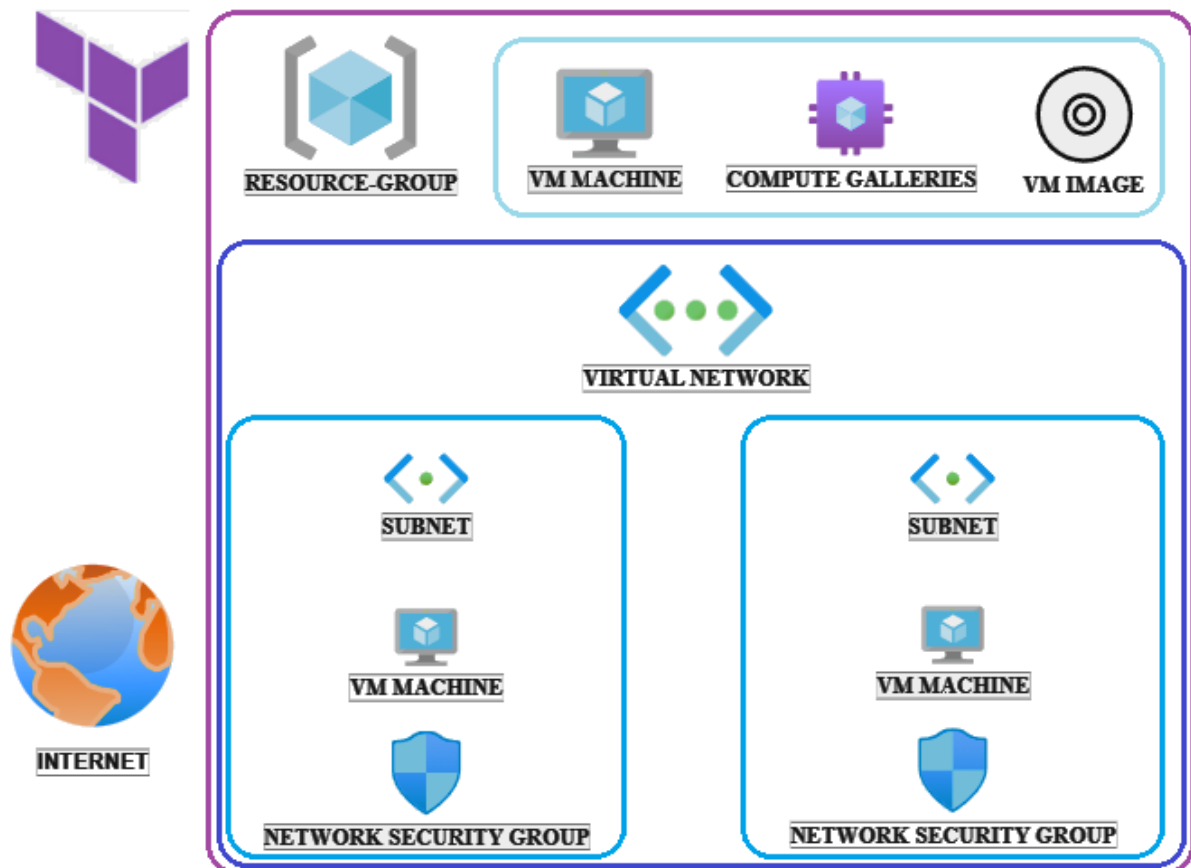 RESOURCE-GROUP
VM MACHINE
COMPUTE GALLERIES
VM IMAGE
VIRTUAL NETWORK
SUBNET
SUBNET
VM MACHINE
VM MACHINE
INTERNET
NETWORK SECURITY GROUP
NETWORK SECURITY GROUP